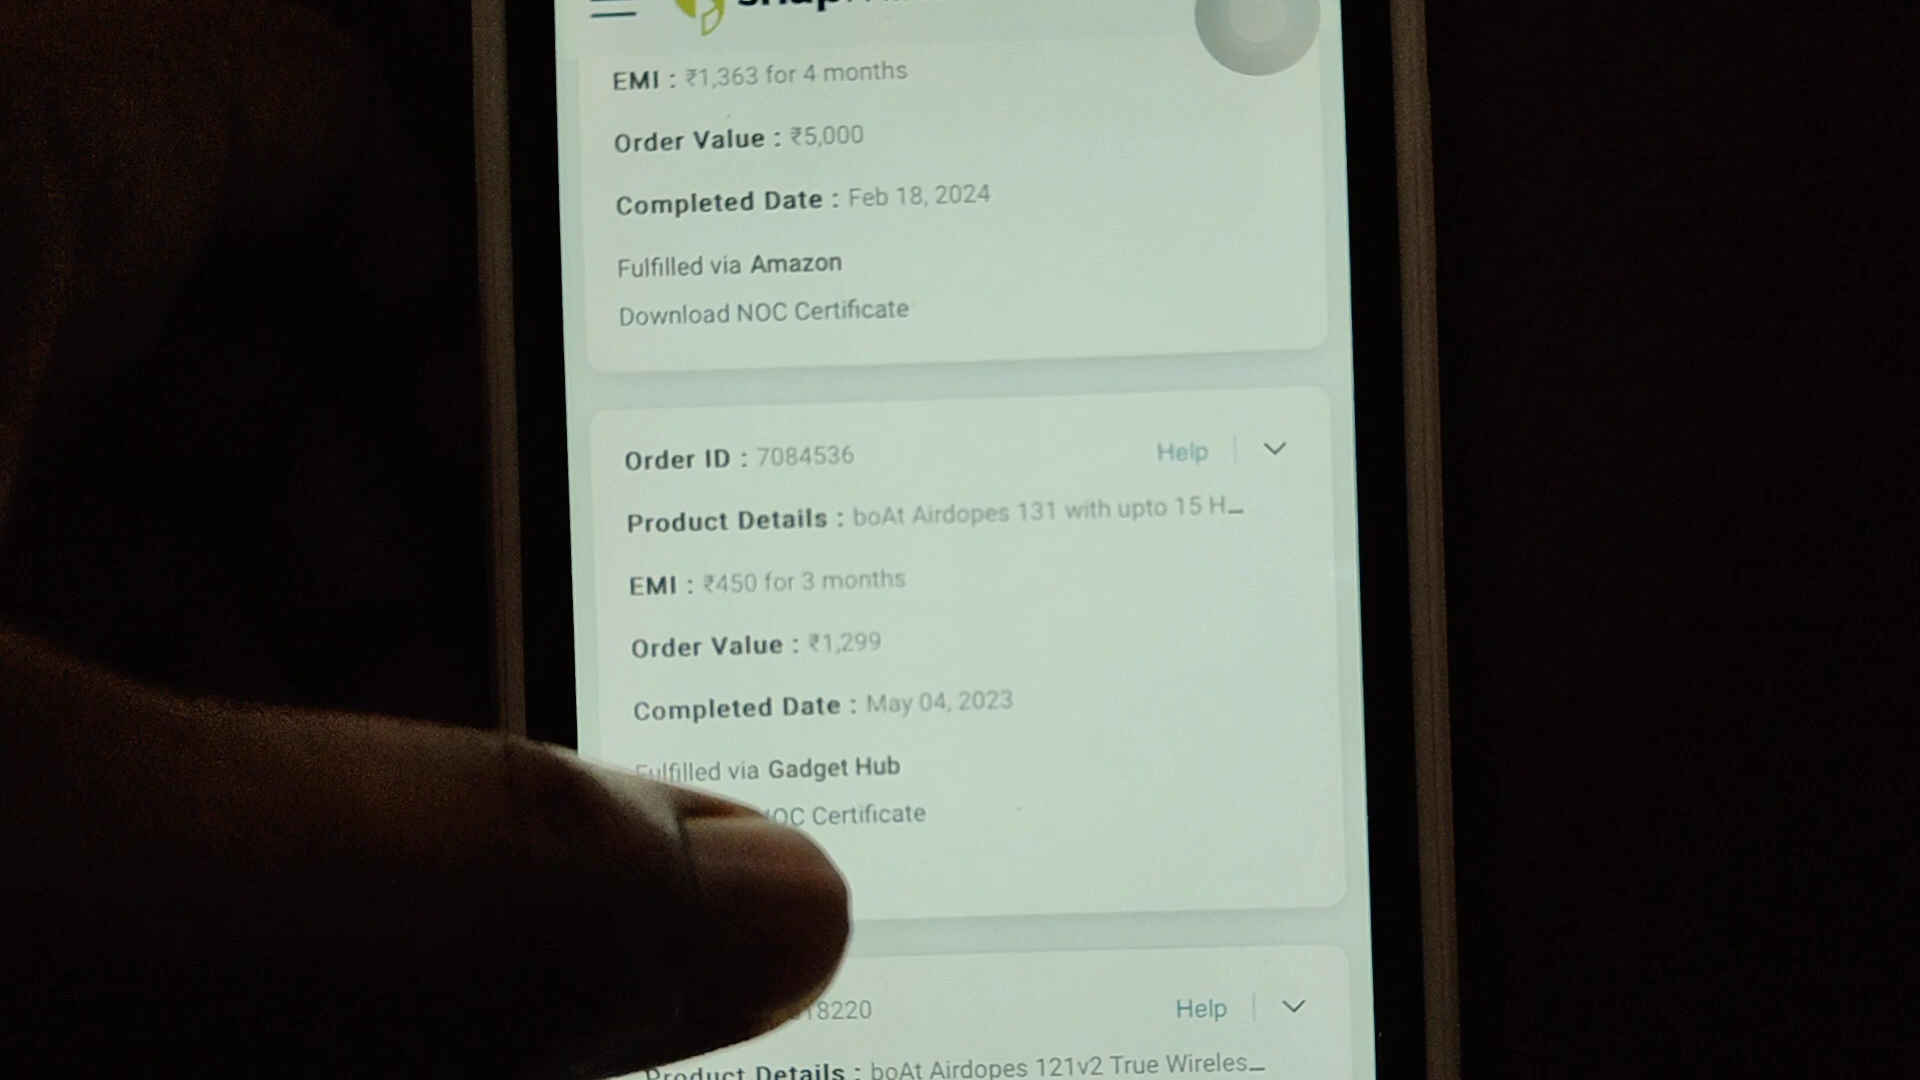 EMI : ₹1,363 for 4 months
Order Value : ₹5,000
Completed Date : Feb 18, 2024
Fulfilled via Amazon
Download NOC Certificate
Order ID : 7084536
Help
Product Details : boAt Airdopes 131 with upto 15 H...
EMI : ₹450 for 3 months
Order Value : ₹1,299
Completed Date : May 04, 2023
Fulfilled via Gadget Hub
Certificate
18220
Help
Product Details : boAt Airdopes 121v2 True Wireles...